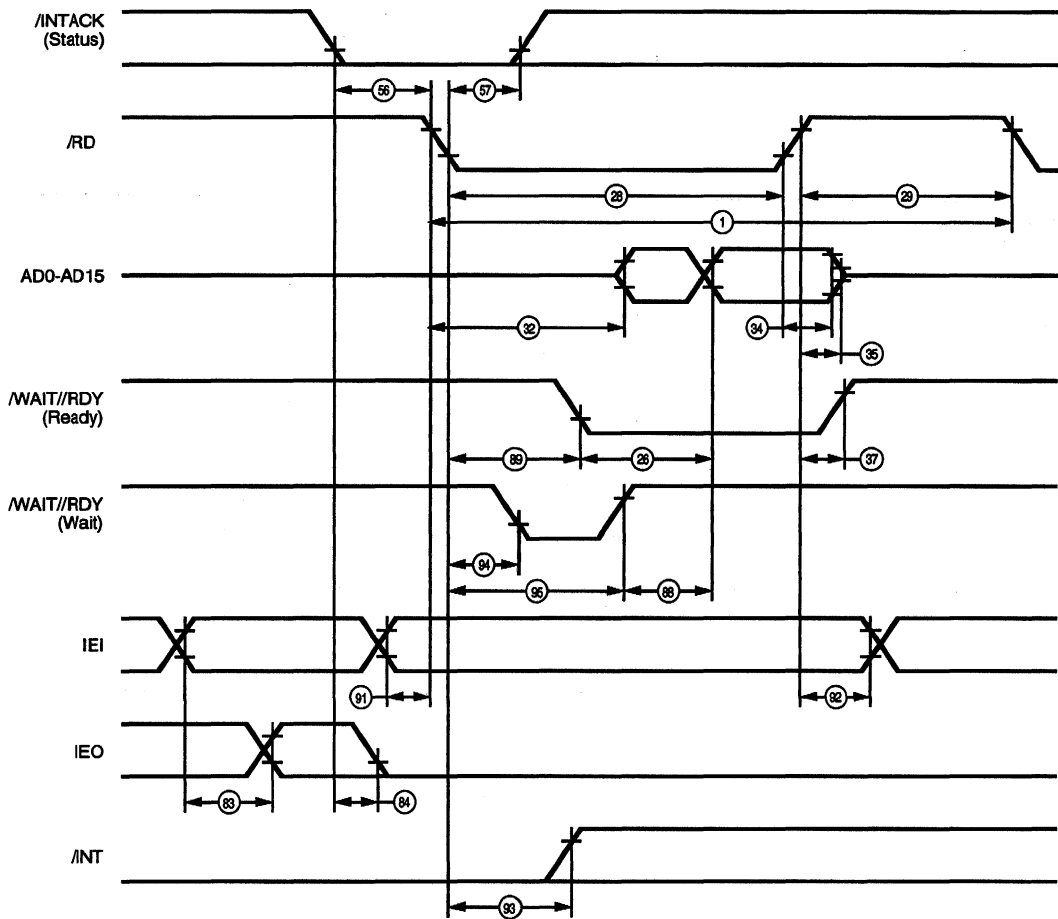 /INTACK
(Status)
56
57
/RD
28
29
1
AD0-AD15
32
34
35
/WAIT//RDY
(Ready)
89
26
37
/WAIT//RDY
(Wait)
94
95
88
IEI
91
92
IEO
83
84
/INT
93